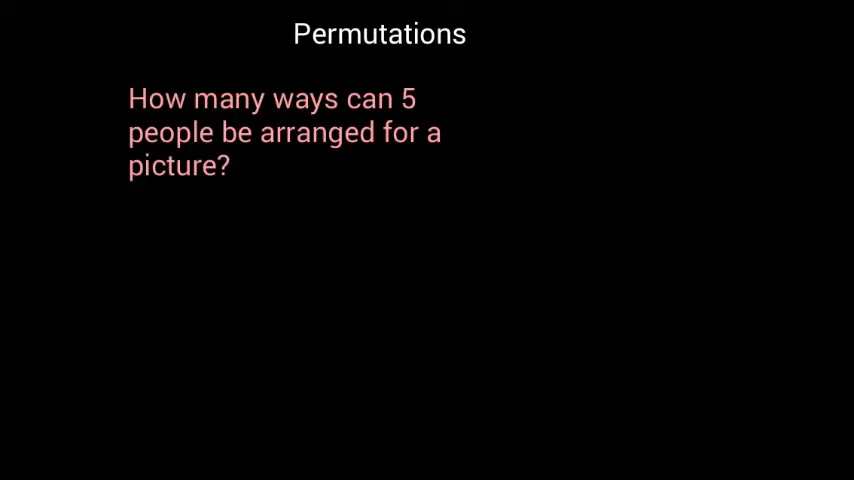 Permutations
How many ways can 5
people be arranged for a
picture?